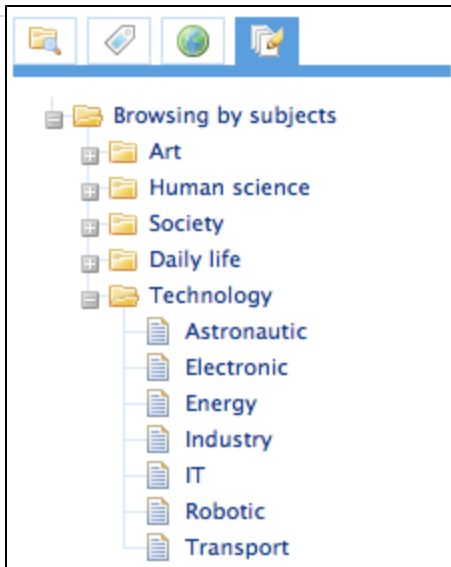 Browsing by subjects
Art
Human science
Society
Daily life
Technology
Astronautic
Electronic
Energy
Industry
IT
Robotic
Transport